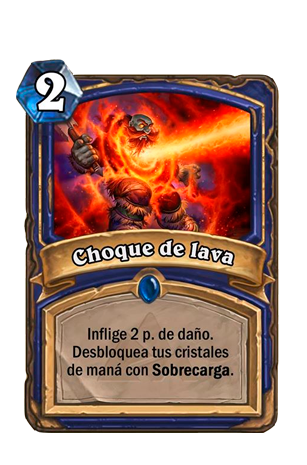 2
Choque de lava
Inflige 2 p. de daño.
Desbloquea tus cristales
de maná con Sobrecarga.